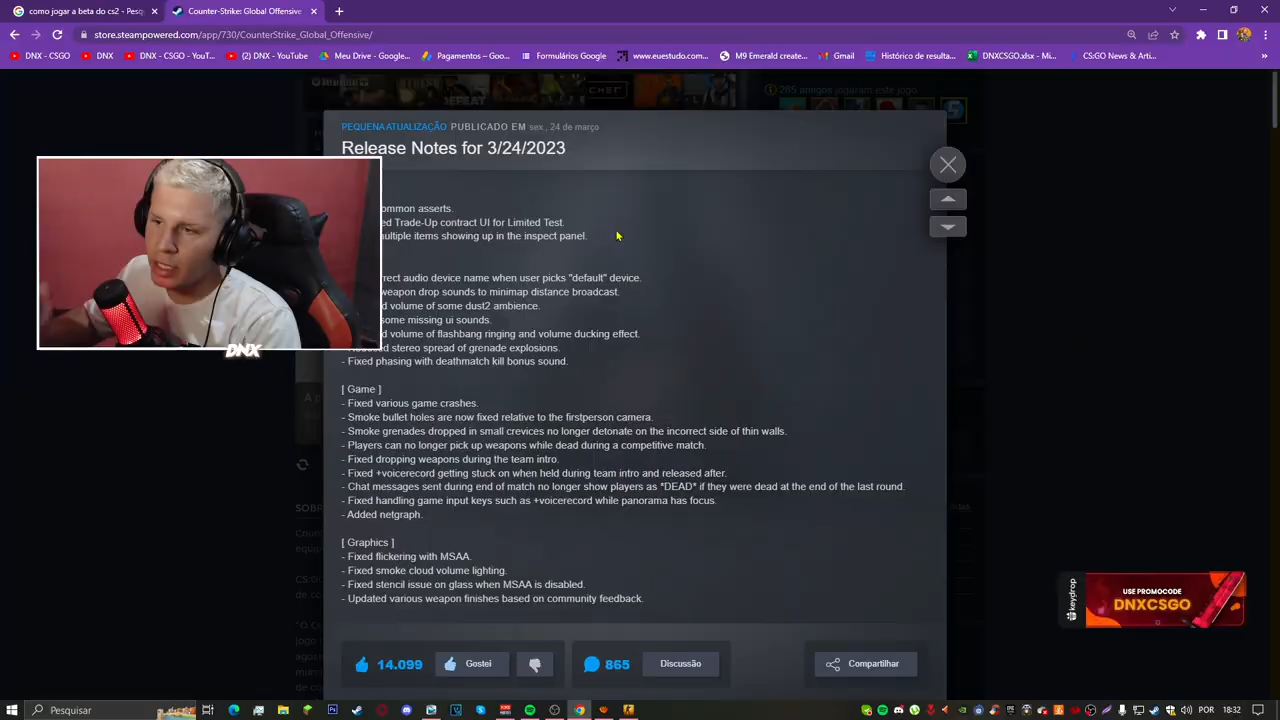 como jogar a beta do cs2 - Pesq
Counter-Strike: Global Offensive
store.steampowered.com/app/730/CounterStrike_Global_Offensive/
DNX - CSGO
DNX
DNX - CSGO - YouT...
(2) DNX - YouTube
Meu Drive - Google...
Pagamentos – Goo...
Formulários Google
www.euestudo.com...
M9 Emerald create...
Gmail
Histórico de resulta...
DNXCSGO.xlsx - Mi...
CS:GO News & Arti...
CHEF
285 amigos jogaram este jogo
PEQUENA ATUALIZAÇÃO PUBLICADO EM sex., 24 de março
Release Notes for 3/24/2023
ommon asserts.
ed Trade-Up contract UI for Limited Test.
multiple items showing up in the inspect panel.
rrect audio device name when user picks "default" device.
weapon drop sounds to minimap distance broadcast.
d volume of some dust2 ambience.
some missing ui sounds.
d volume of flashbang ringing and volume ducking effect.
stereo spread of grenade explosions.
- Fixed phasing with deathmatch kill bonus sound.
[ Game ]
- Fixed various game crashes.
- Smoke bullet holes are now fixed relative to the firstperson camera.
- Smoke grenades dropped in small crevices no longer detonate on the incorrect side of thin walls.
- Players can no longer pick up weapons while dead during a competitive match.
- Fixed dropping weapons during the team intro.
- Fixed +voicerecord getting stuck on when held during team intro and released after.
- Chat messages sent during end of match no longer show players as *DEAD* if they were dead at the end of the last round.
- Fixed handling game input keys such as +voicerecord while panorama has focus.
- Added netgraph.
[ Graphics ]
- Fixed flickering with MSAA.
- Fixed smoke cloud volume lighting.
- Fixed stencil issue on glass when MSAA is disabled.
- Updated various weapon finishes based on community feedback.
14.099
Gostei
865
Discussão
Compartilhar
DNX
keydrop
USE PROMOCODE
DNXCSGO
Pesquisar
POR
18:32